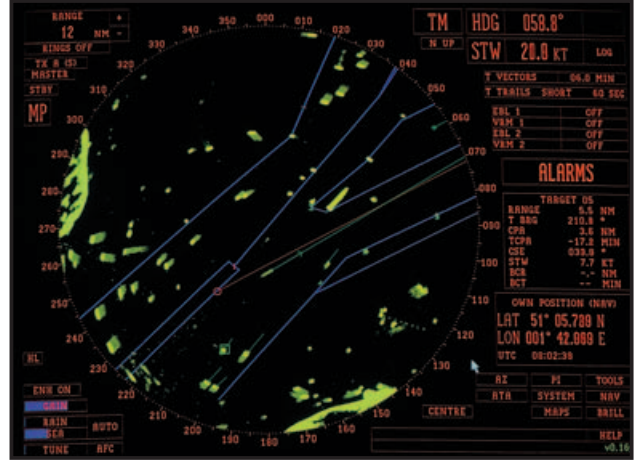 RANGE +
12 NM -
RINGS OFF
TX A (S)
MASTER
STBY
MP
000
010
020
030
040
050
060
070
080
090
100
110
120
130
140
150
160
170
180
190
200
210
220
230
240
250
260
270
280
290
300
310
320
330
340
350
TM
N UP
HDG 058.8°
STW 20.8 KT LOG
T VECTORS 06.0 MIN
T TRAILS SHORT 60 SEC
EBL 1 OFF
VRM 1 OFF
EBL 2 OFF
VRM 2 OFF
ALARMS
TARGET 05
RANGE 5.5 NM
T BRG 210.8 °
CPA 3.6 NM
TCPA -17.2 MIN
CSE 033.9 °
STW 7.7 KT
BCR -.- NM
BCT -- MIN
OWN POSITION (NAV)
LAT 51° 05.789 N
LON 001° 42.069 E
UTC 08:02:39
AZ PI TOOLS
ATA SYSTEM NAV
MAPS BRILL
HELP
v0.16
CENTRE
HL
ENH ON
GAIN
RAIN
SEA
AUTO
TUNE AFC